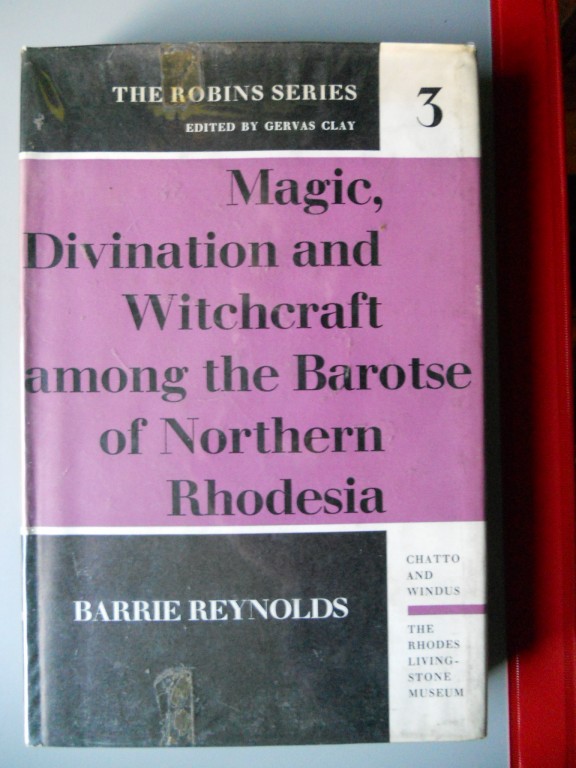 THE ROBINS SERIES
EDITED BY GERVAS CLAY
3
Magic,
Divination and
Witchcraft
among the Barotse
of Northern
Rhodesia
BARRIE REYNOLDS
CHATTO
AND
WINDUS
THE
RHODES
LIVING-
STONE
MUSEUM